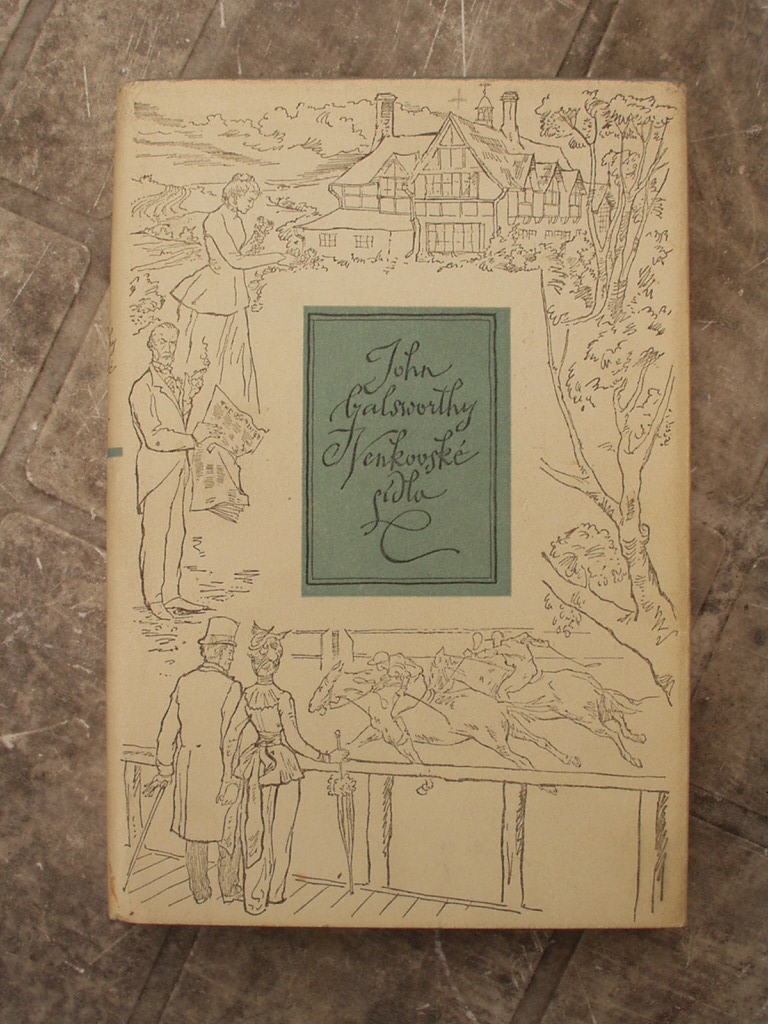 John
Galsworthy
Venkovské
sídlo